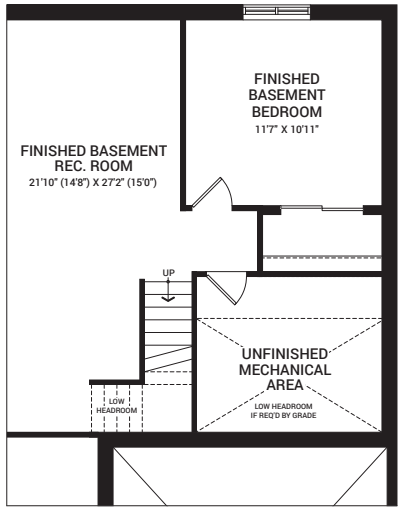 FINISHED
BASEMENT
BEDROOM
11'7" X 10'11"
FINISHED BASEMENT
REC. ROOM
21'10" (14'8") X 27'2" (15'0")
UP
LOW
HEADROOM
UNFINISHED
MECHANICAL
AREA
LOW HEADROOM
IF REQ'D BY GRADE